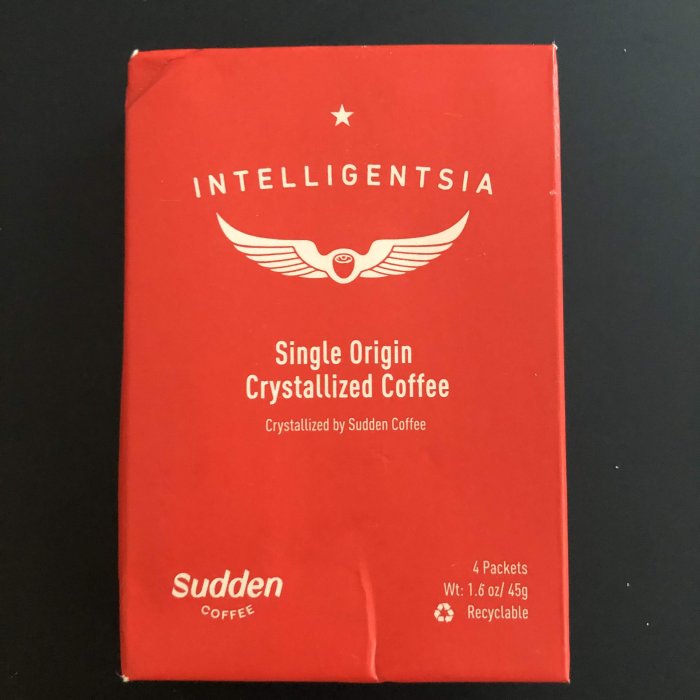 INTELLIGENTSIA
Single Origin
Crystallized Coffee
Crystallized by Sudden Coffee
Sudden
COFFEE
4 Packets
Wt: 1.6 oz/ 45g
Recyclable